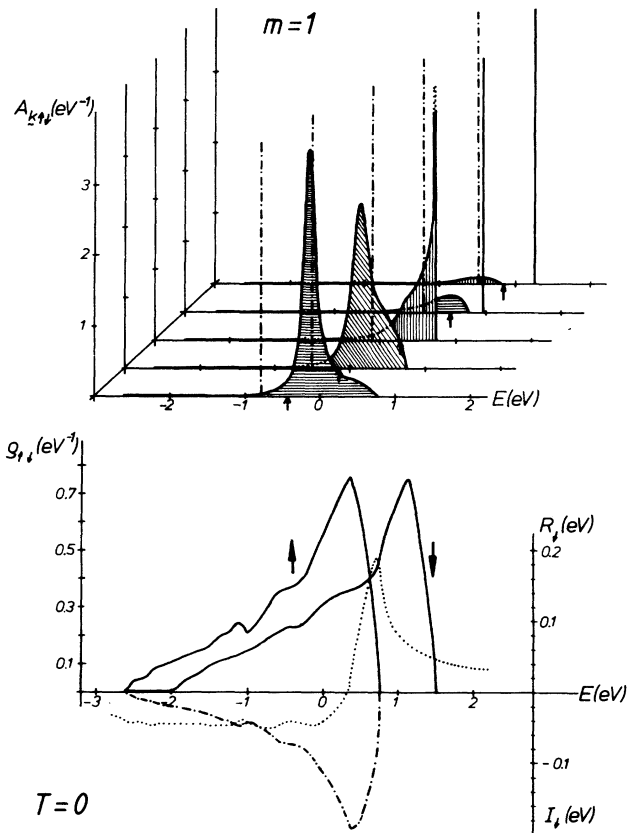 m=1
A_k↑↓ (eV⁻¹)
3
2
1
-2 -1 0 1 2 E(eV)
ρ↑↓ (eV⁻¹)
0.7
0.5
0.3
0.1
R↓ (eV)
0.2
0.1
-3 -2 -1 0 1 2 E(eV)
-0.1
I↓ (eV)
T=0